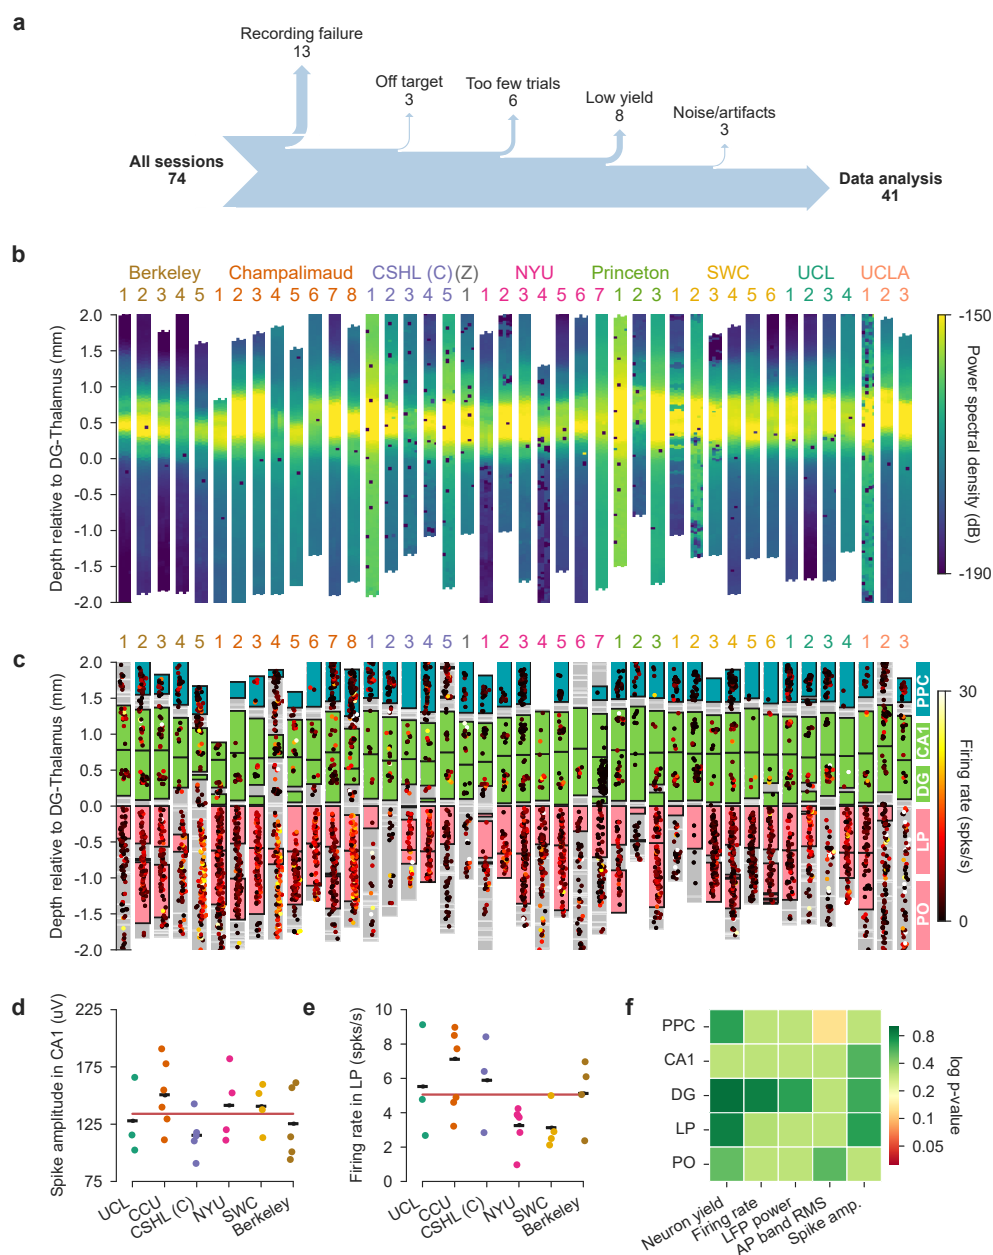 a
Recording failure
13
Off target
3
Too few trials
6
Low yield
8
Noise/artifacts
3
All sessions
74
Data analysis
41
b
Berkeley Champalimaud CSHL (C) (Z) NYU Princeton SWC UCL UCLA
1 2 3 4 5 1 2 3 4 5 6 7 8 1 2 3 4 5 1 1 2 3 4 5 6 7 1 2 3 1 2 3 4 5 6 1 2 3 4 1 2 3
Depth relative to DG-Thalamus (mm)
2.0
1.5
1.0
0.5
0.0
-0.5
-1.0
-1.5
-2.0
-150
-190
Power spectral
density (dB)
1 2 3 4 5 1 2 3 4 5 6 7 8 1 2 3 4 5 1 1 2 3 4 5 6 7 1 2 3 1 2 3 4 5 6 1 2 3 4 1 2 3
c
Depth relative to DG-Thalamus (mm)
2.0
1.5
1.0
0.5
0.0
-0.5
-1.0
-1.5
-2.0
PPC
CA1
DG
LP
PO
30
0
Firing rate (spks/s)
d
Spike amplitude in CA1 (uV)
225
175
125
75
UCL
CCU
CSHL (C)
NYU
SWC
Berkeley
e
Firing rate in LP (spks/s)
10
8
6
4
2
0
UCL
CCU
CSHL (C)
NYU
SWC
Berkeley
f
PPC
CA1
DG
LP
PO
Neuron yield
Firing rate
LFP power
AP band RMS
Spike amp.
0.8
0.4
0.2
0.1
0.05
log p-value